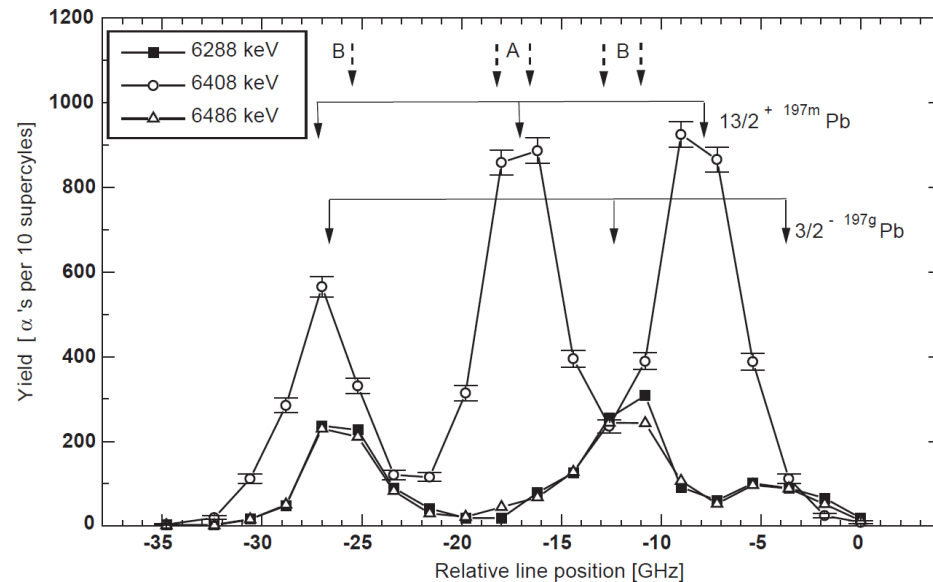 1200
1000
800
600
400
200
0
Yield [ α 's per 10 supercyles]
6288 keV
6408 keV
6486 keV
B A B
13/2 + 197m Pb
3/2 - 197g Pb
-35 -30 -25 -20 -15 -10 -5 0
Relative line position [GHz]